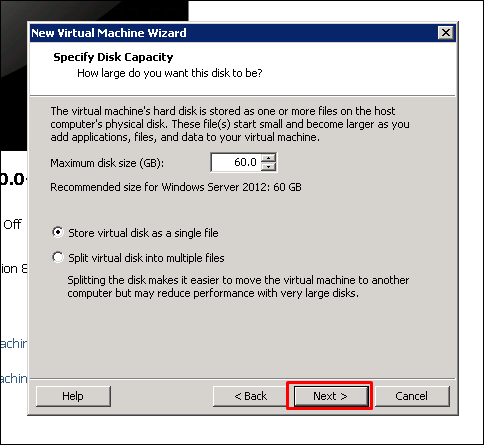 New Virtual Machine Wizard
Specify Disk Capacity
How large do you want this disk to be?
The virtual machine's hard disk is stored as one or more files on the host
computer's physical disk. These file(s) start small and become larger as you
add applications, files, and data to your virtual machine.
Maximum disk size (GB):
60.0
Recommended size for Windows Server 2012: 60 GB
0.0-
Off
Store virtual disk as a single file
Split virtual disk into multiple files
Splitting the disk makes it easier to move the virtual machine to another
computer but may reduce performance with very large disks.
Help
< Back
Next >
Cancel